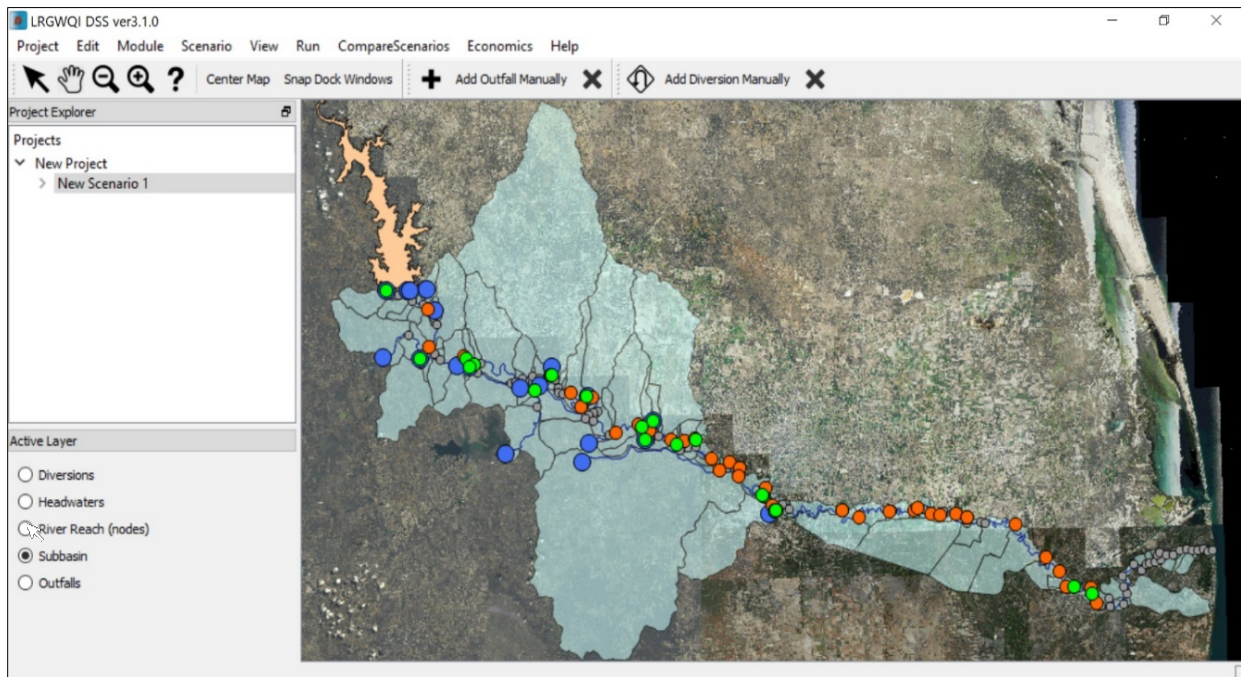 LRGWQI DSS ver3.1.0
Project Edit Module Scenario View Run CompareScenarios Economics Help
Center Map Snap Dock Windows Add Outfall Manually Add Diversion Manually
Project Explorer
Projects
New Project
New Scenario 1
Active Layer
Diversions
Headwaters
River Reach (nodes)
Subbasin
Outfalls